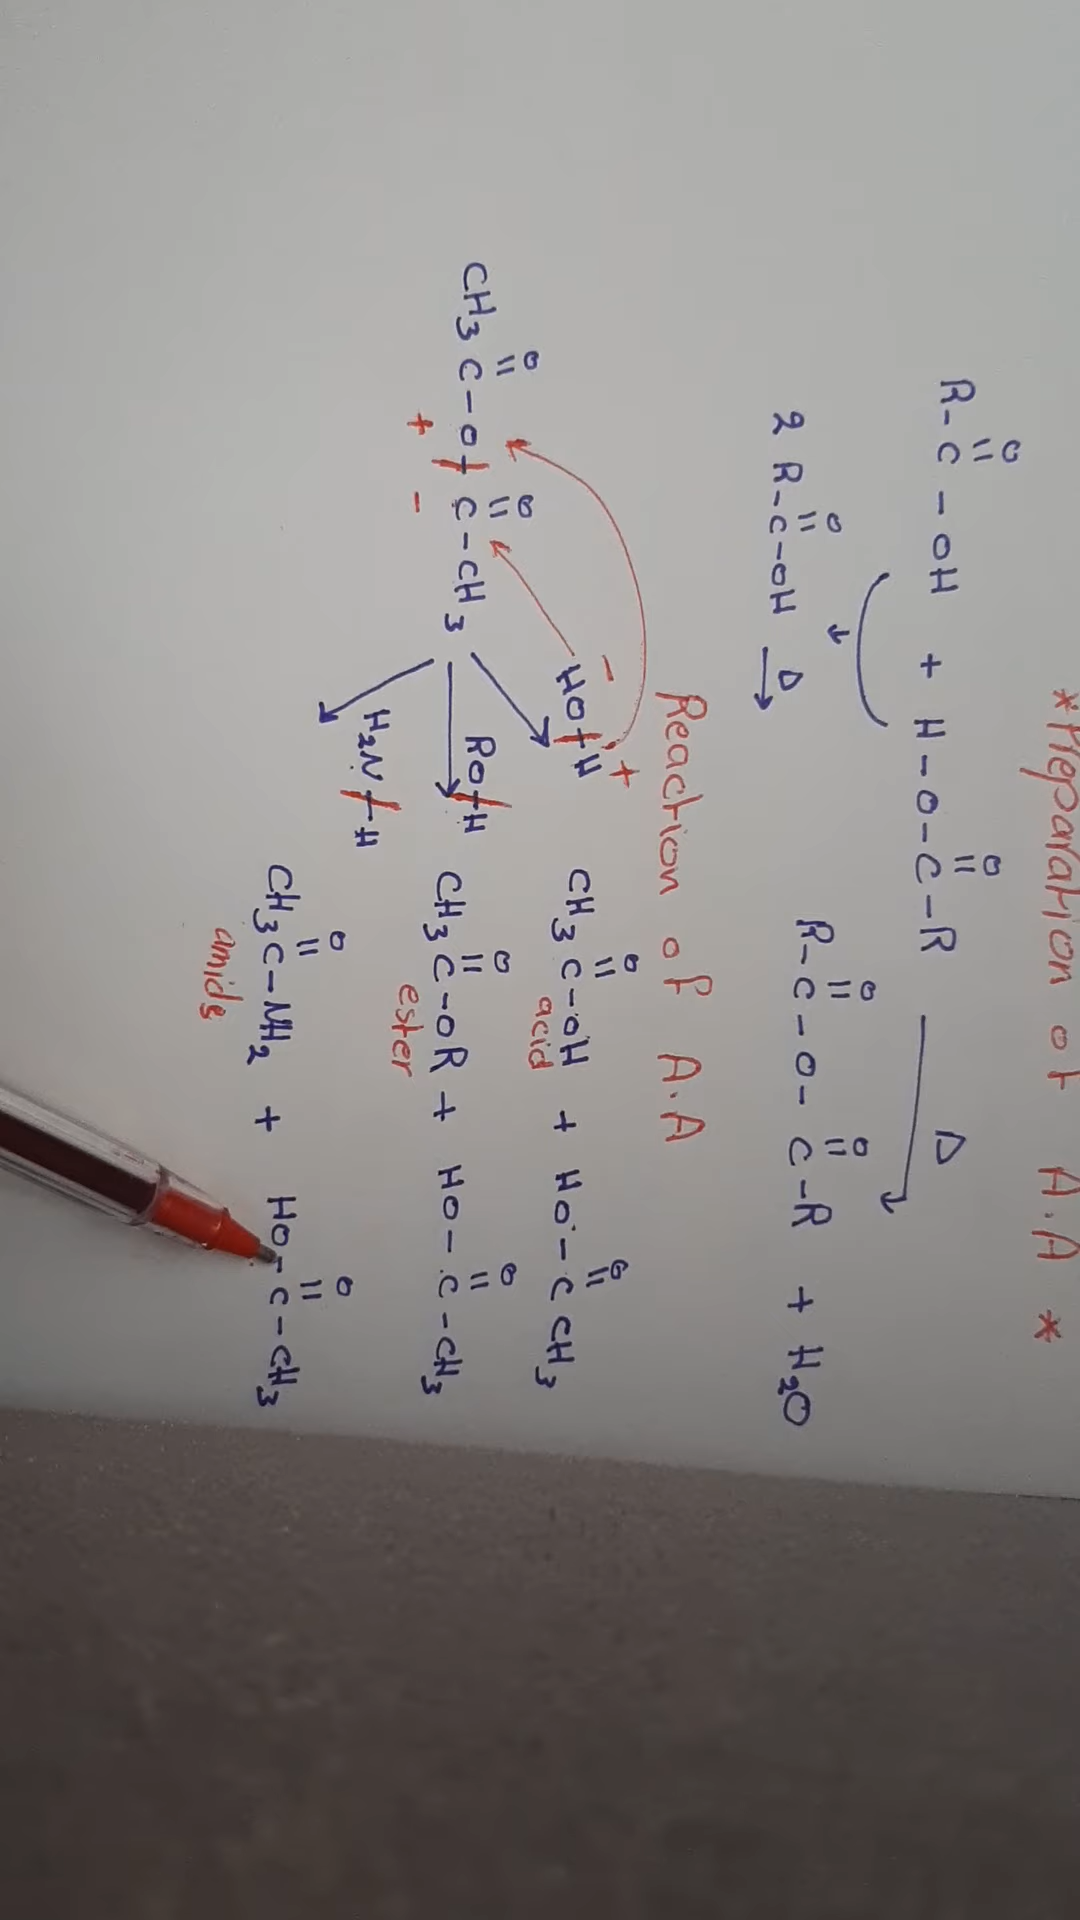 *Preparation of A.A *
O O
R-C-OH + H-O-C-R Δ
O O O
2 R-C-OH Δ R-C-O-C-R + H2O
Reaction of A.A
- +
HO H CH3C-OH + HO-C CH3
O O
acid
O O
CH3C-O C-CH3
+ -
ROH CH3C-OR + HO-C-CH3
O O
ester
H2N-H
O O
CH3C-NH2 + HO-C-CH3
amide